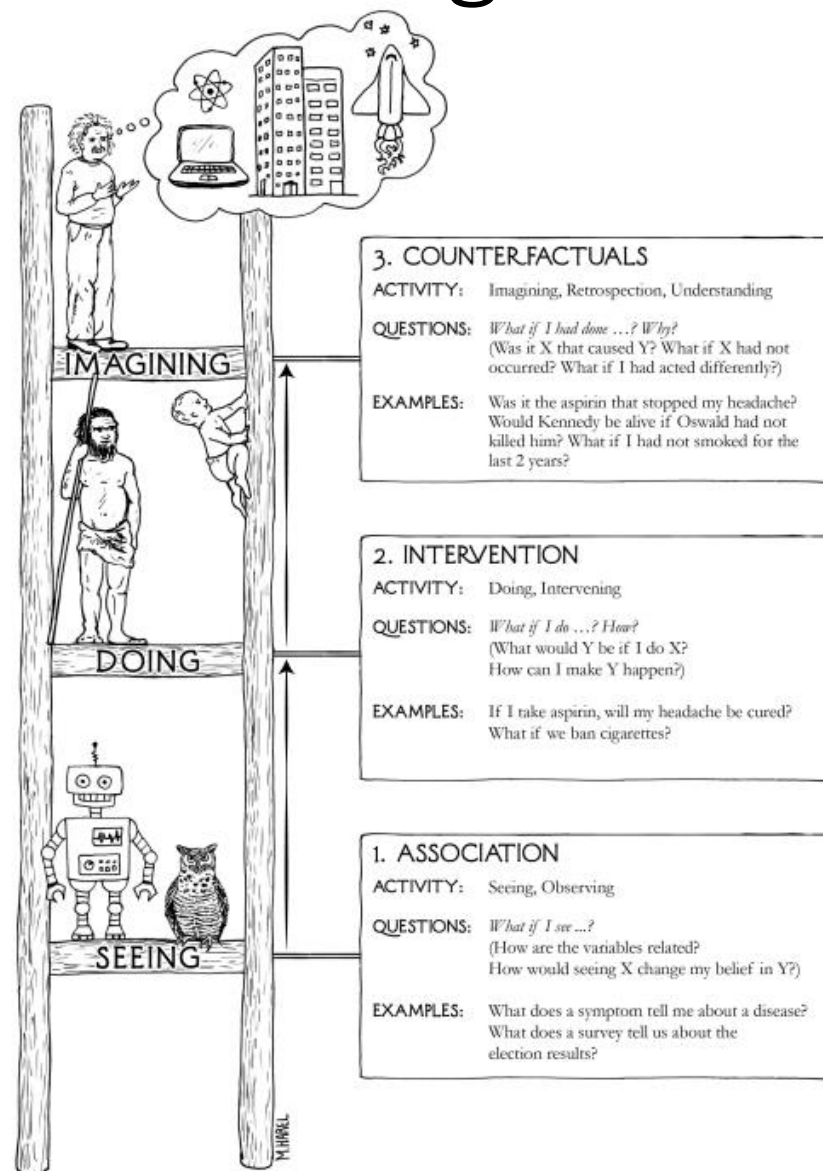 </>
3. COUNTERFACTUALS
ACTIVITY: Imagining, Retrospection, Understanding
QUESTIONS: What if I had done …? Why?
(Was it X that caused Y? What if X had not
occurred? What if I had acted differently?)
EXAMPLES: Was it the aspirin that stopped my headache?
Would Kennedy be alive if Oswald had not
killed him? What if I had not smoked for the
last 2 years?
IMAGINING
2. INTERVENTION
ACTIVITY: Doing, Intervening
QUESTIONS: What if I do …? How?
(What would Y be if I do X?
How can I make Y happen?)
EXAMPLES: If I take aspirin, will my headache be cured?
What if we ban cigarettes?
DOING
1. ASSOCIATION
ACTIVITY: Seeing, Observing
QUESTIONS: What if I see ...?
(How are the variables related?
How would seeing X change my belief in Y?)
EXAMPLES: What does a symptom tell me about a disease?
What does a survey tell us about the
election results?
SEEING
M.HAREL